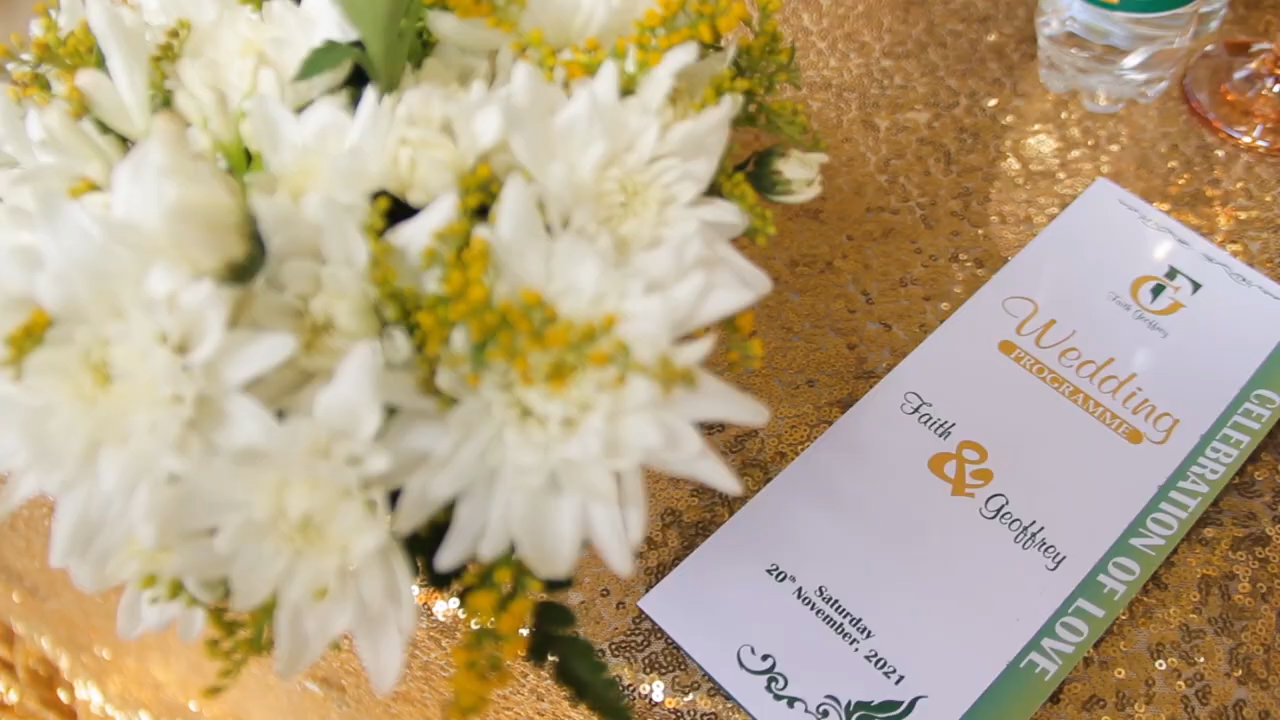 FG
Faith Geoffrey
Wedding
PROGRAMME
Faith
&
Geoffrey
Saturday
20th November, 2021
CELEBRATION OF LOVE